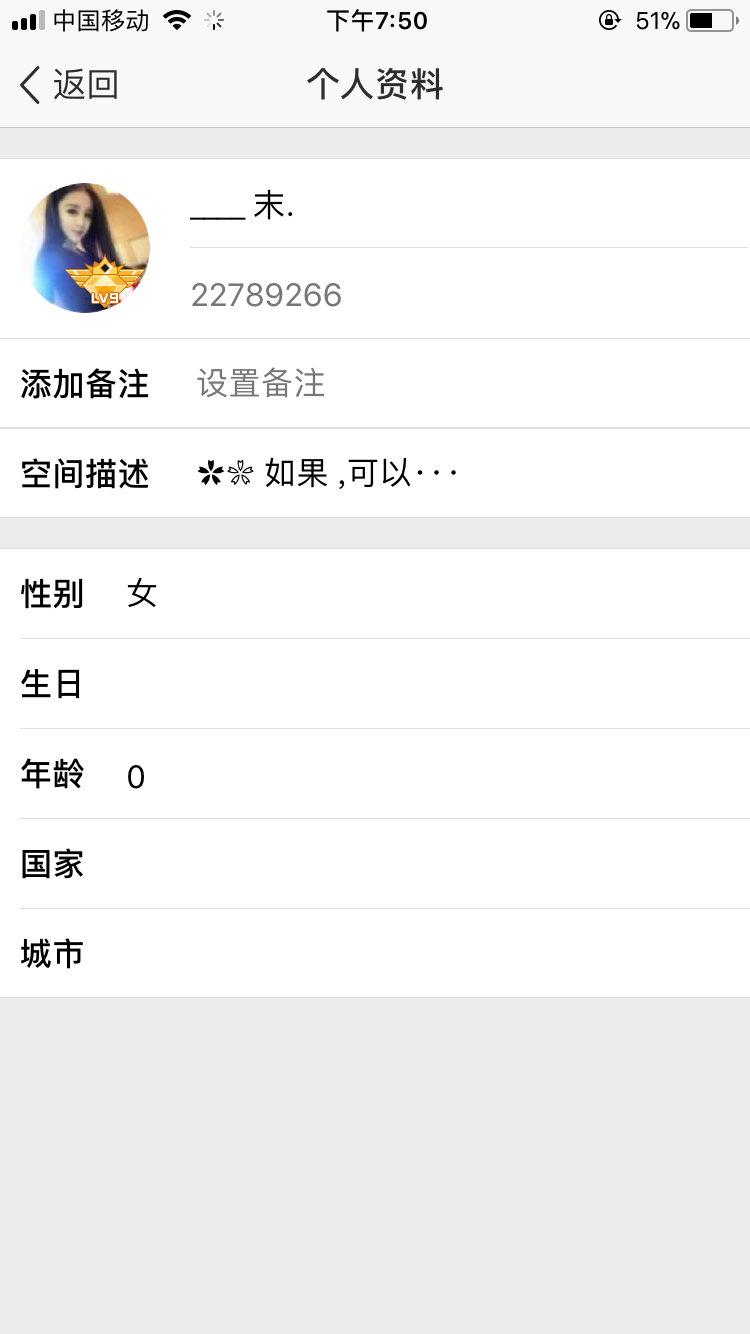 中国移动 下午7:50 51%
返回 个人资料
____ 末.
LV9
22789266
添加备注 设置备注
空间描述 ✿❀ 如果 ,可以···
性别 女
生日
年龄 0
国家
城市